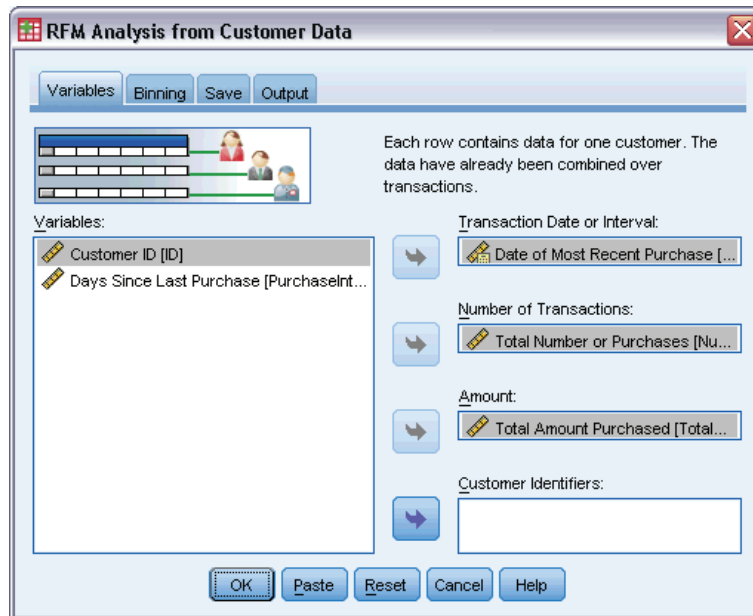 RFM Analysis from Customer Data
Variables Binning Save Output
Each row contains data for one customer. The
data have already been combined over
transactions.
Variables:
Customer ID [ID]
Days Since Last Purchase [PurchaseInt...
Transaction Date or Interval:
Date of Most Recent Purchase [...
Number of Transactions:
Total Number or Purchases [Nu...
Amount:
Total Amount Purchased [Total...
Customer Identifiers:
OK Paste Reset Cancel Help